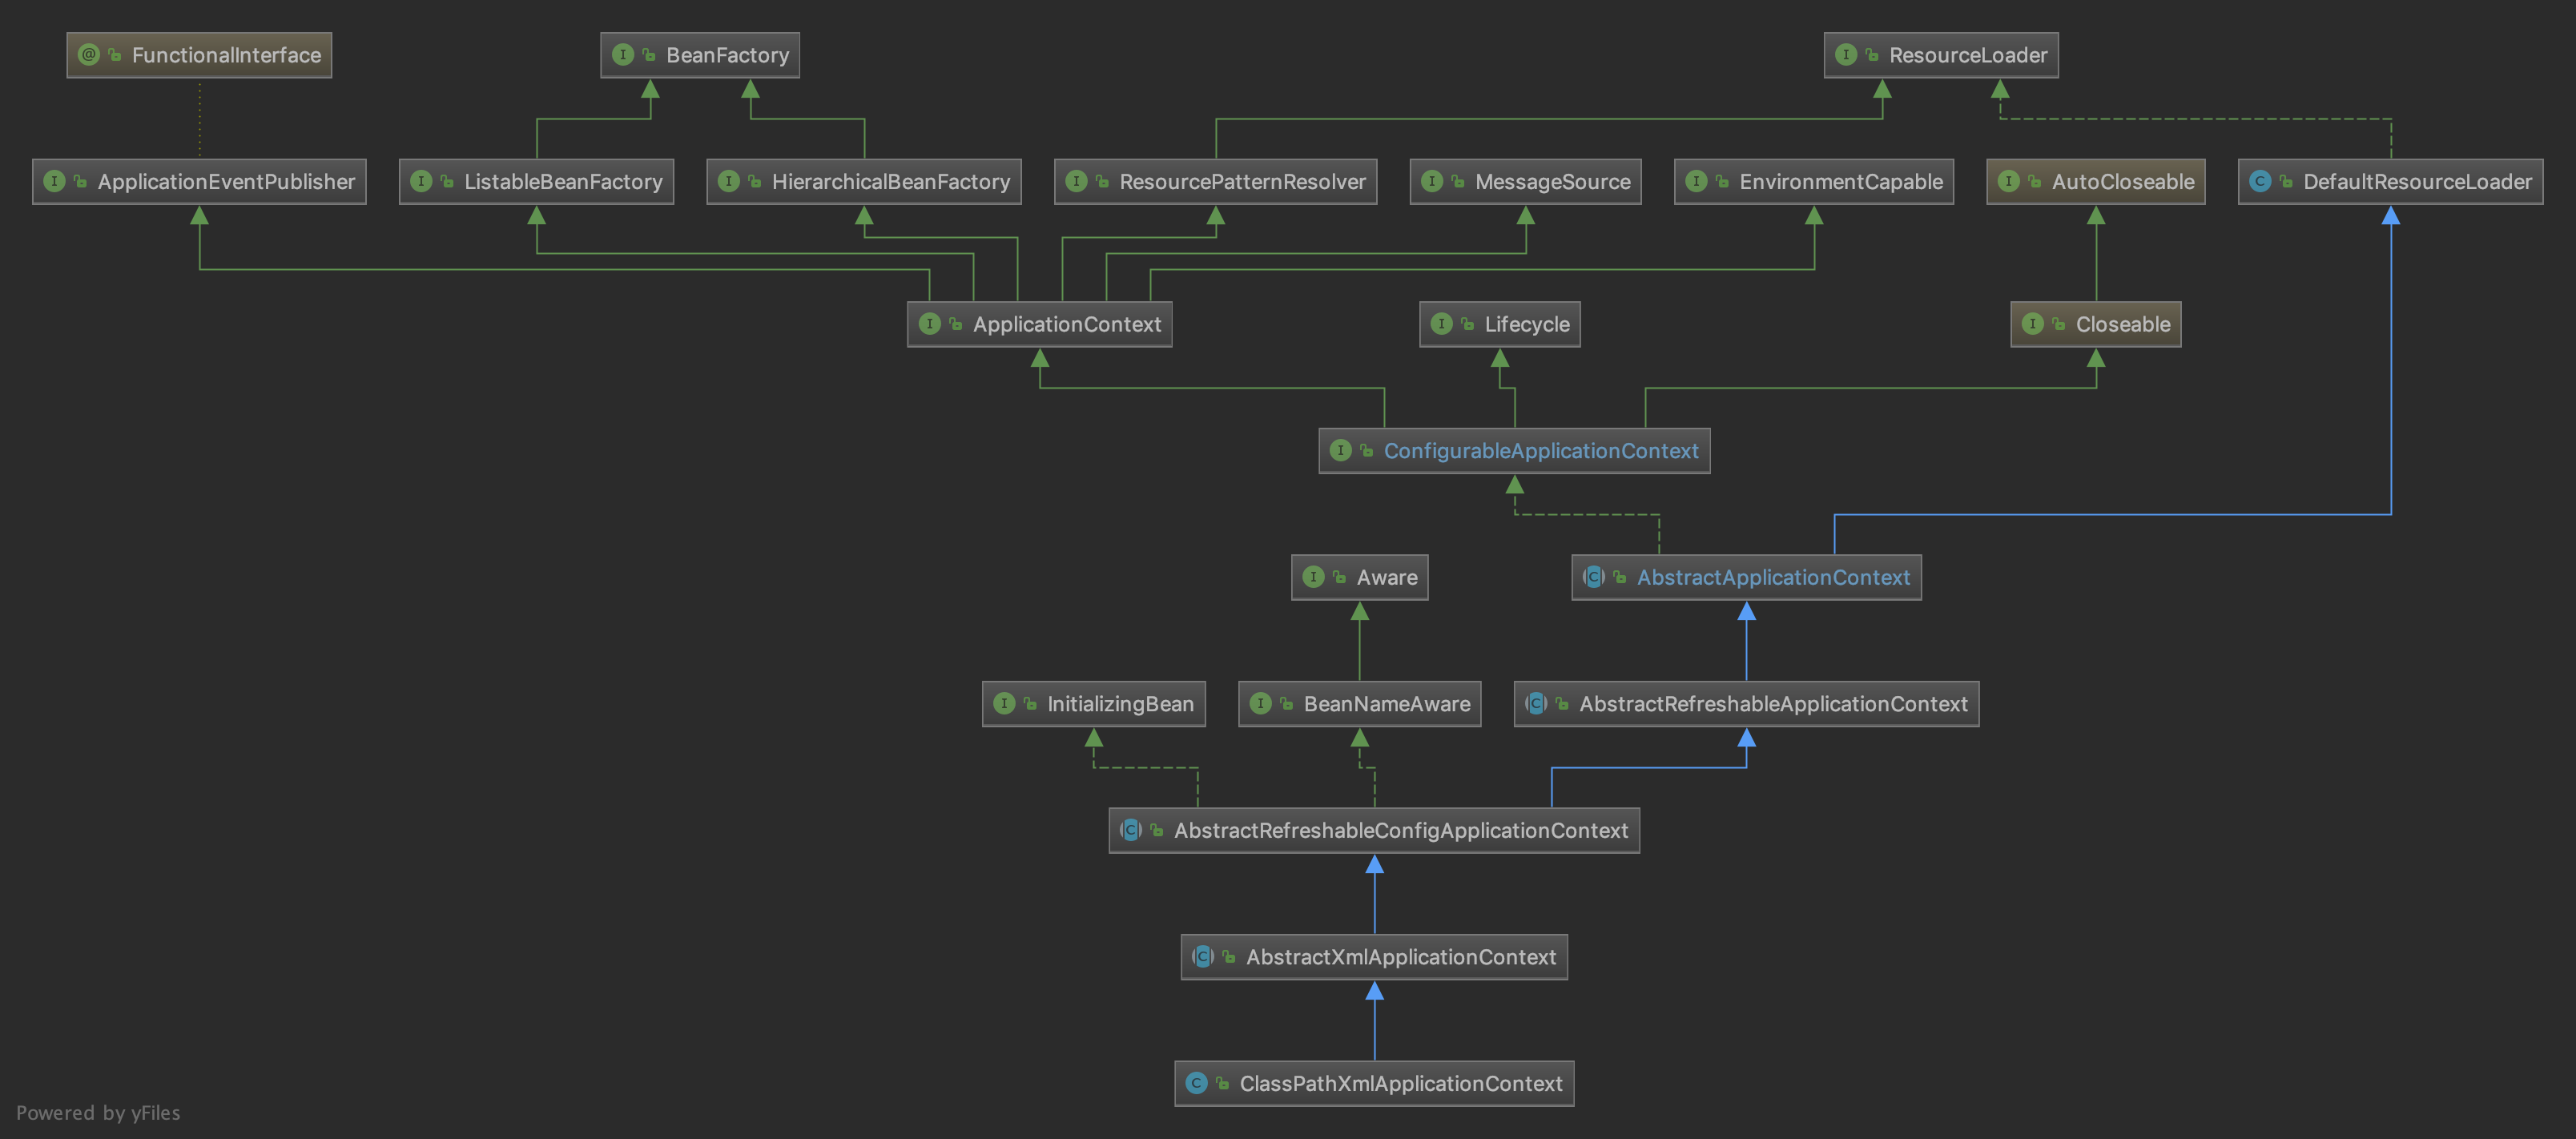 FunctionalInterface
BeanFactory
ResourceLoader
ApplicationEventPublisher
ListableBeanFactory
HierarchicalBeanFactory
ResourcePatternResolver
MessageSource
EnvironmentCapable
AutoCloseable
DefaultResourceLoader
ApplicationContext
Lifecycle
Closeable
ConfigurableApplicationContext
Aware
AbstractApplicationContext
InitializingBean
BeanNameAware
AbstractRefreshableApplicationContext
AbstractRefreshableConfigApplicationContext
AbstractXmlApplicationContext
ClassPathXmlApplicationContext
Powered by yFiles